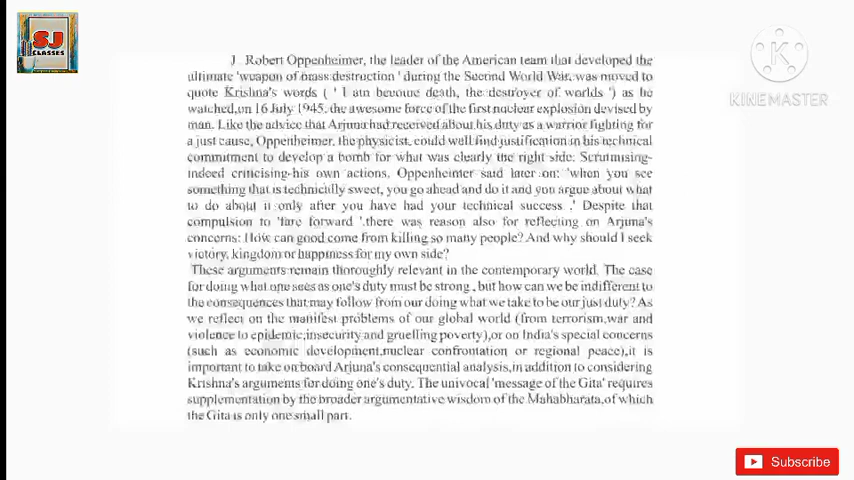 SJ
CLASSES
KINEMASTER
J Robert Oppenheimer, the leader of the American team that developed the
ultimate 'weapon of mass destruction ' during the Second World War, was moved to
quote Krishna's words ( ' I am become death, the destroyer of worlds ') as he
watched,on 16 July 1945, the awesome force of the first nuclear explosion devised by
man. Like the advice that Arjuna had received about his duty as a warrior fighting for
a just cause, Oppenheimer, the physicist, could well find justification in his technical
commitment to develop a bomb for what was clearly the right side. Scrutinising-
indeed criticising-his own actions, Oppenheimer said later on: 'when you see
something that is technically sweet, you go ahead and do it and you argue about what
to do about it only after you have had your technical success .' Despite that
compulsion to 'fare forward ',there was reason also for reflecting on Arjuna's
concerns: How can good come from killing so many people? And why should I seek
victory, kingdom or happiness for my own side?
These arguments remain thoroughly relevant in the contemporary world. The case
for doing what one sees as one's duty must be strong ,but how can we be indifferent to
the consequences that may follow from our doing what we take to be our just duty? As
we reflect on the manifest problems of our global world (from terrorism,war and
violence to epidemic,insecurity and gruelling poverty),or on India's special concerns
(such as economic development,nuclear confrontation or regional peace),it is
important to take on board Arjuna's consequential analysis,in addition to considering
Krishna's arguments for doing one's duty. The univocal 'message of the Gita' requires
supplementation by the broader argumentative wisdom of the Mahabharata,of which
the Gita is only one small part.
Subscribe